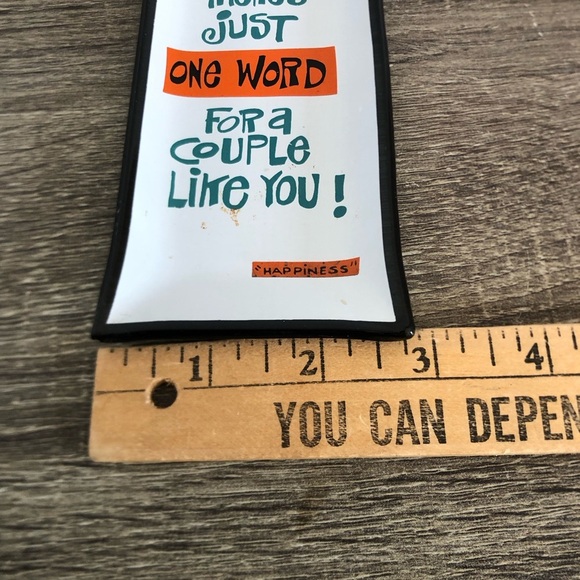 JUST
ONE WORD
FOR a
COUPLE
LIKE YOU!
"HAPPINESS"
1 2 3 4
YOU CAN DEPEN